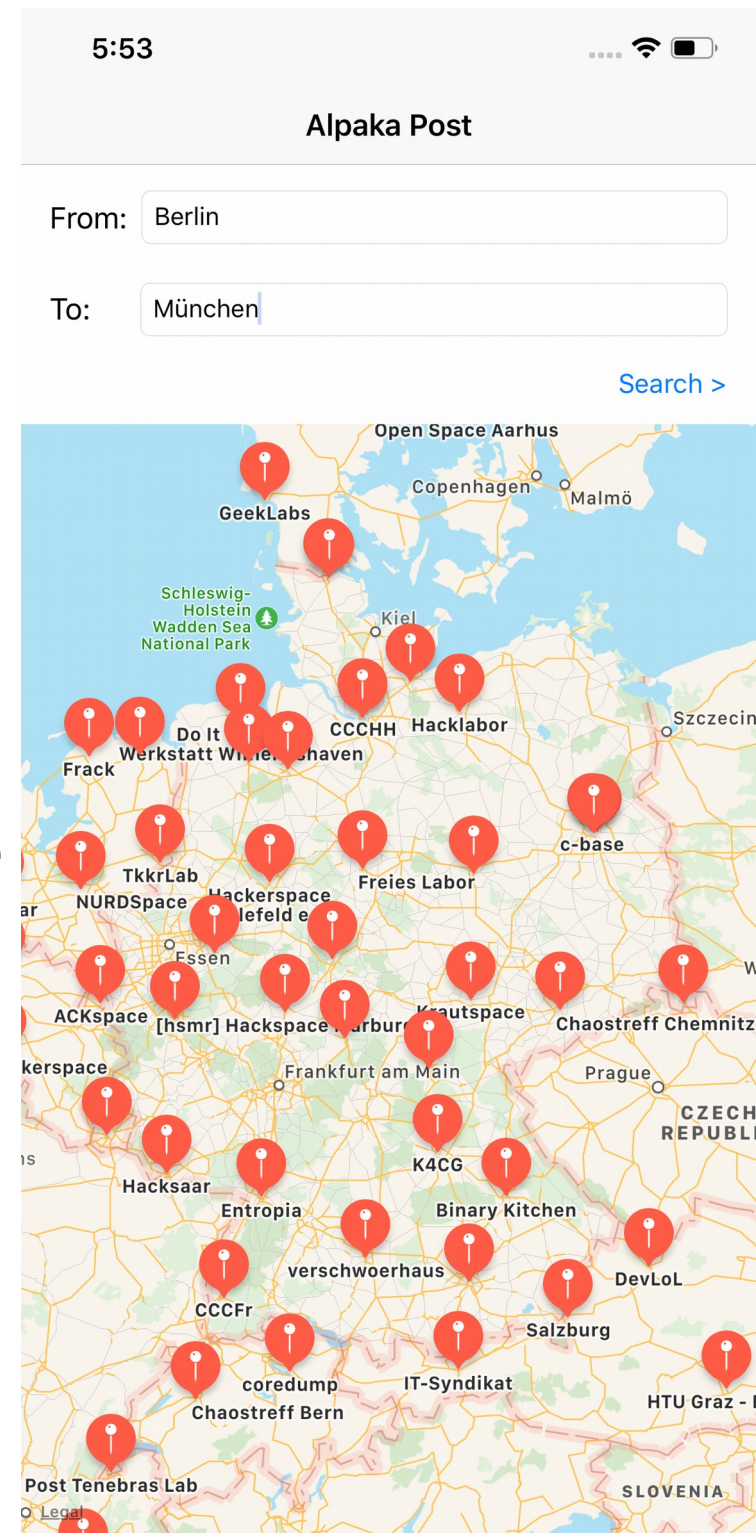 5:53
Alpaka Post
From: Berlin
To: München
Search >
Open Space Aarhus
Copenhagen
Malmö
GeekLabs
Schleswig-
Holstein
Wadden Sea
National Park
Kiel
CCCHH
Hacklabor
Szczecin
Do It
Werkstatt
Frack
c-base
TkkrLab
Freies Labor
NURDSpace
Hackerspace
Essen
ACKspace
[hsmr] Hackspace
Krautspace
Chaostreff Chemnitz
Frankfurt am Main
Prague
CZECH
K4CG
Hacksaar
Entropia
Binary Kitchen
verschwoerhaus
DevLoL
CCCFr
Salzburg
coredump
IT-Syndikat
HTU Graz -
Chaostreff Bern
Post Tenebras Lab
SLOVENIA
Legal